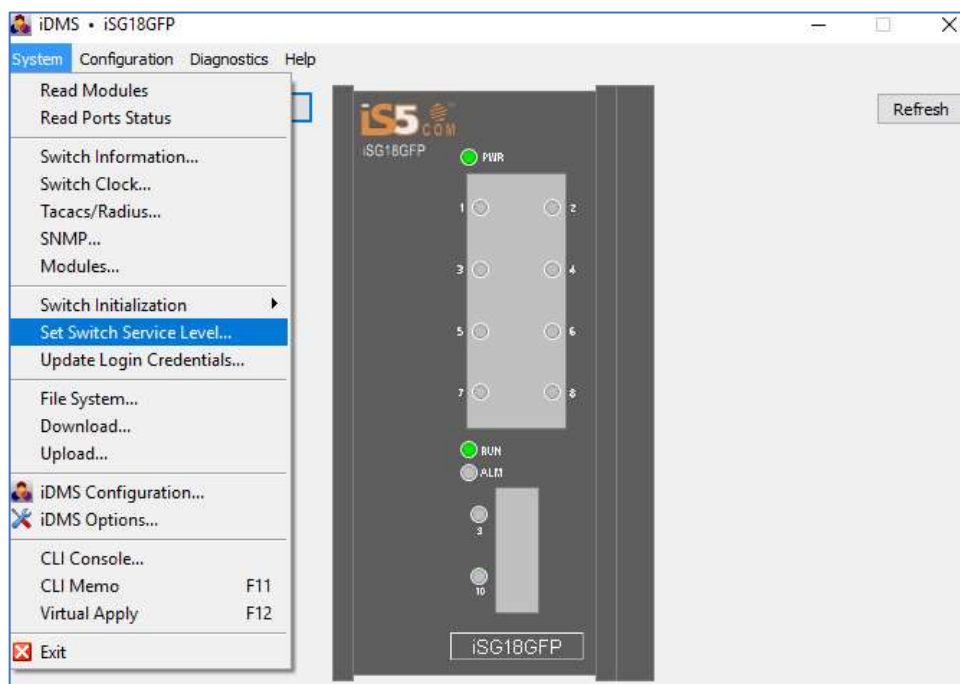 iDMS • iSG18GFP
System Configuration Diagnostics Help
Read Modules
Read Ports Status
Switch Information...
Switch Clock...
Tacacs/Radius...
SNMP...
Modules...
Switch Initialization
Set Switch Service Level...
Update Login Credentials...
File System...
Download...
Upload...
iDMS Configuration...
iDMS Options...
CLI Console...
CLI Memo F11
Virtual Apply F12
Exit
Refresh
iS5 COM
iSG18GFP
PWR
1 2
3 4
5 6
7 8
RUN
ALM
10
iSG18GFP